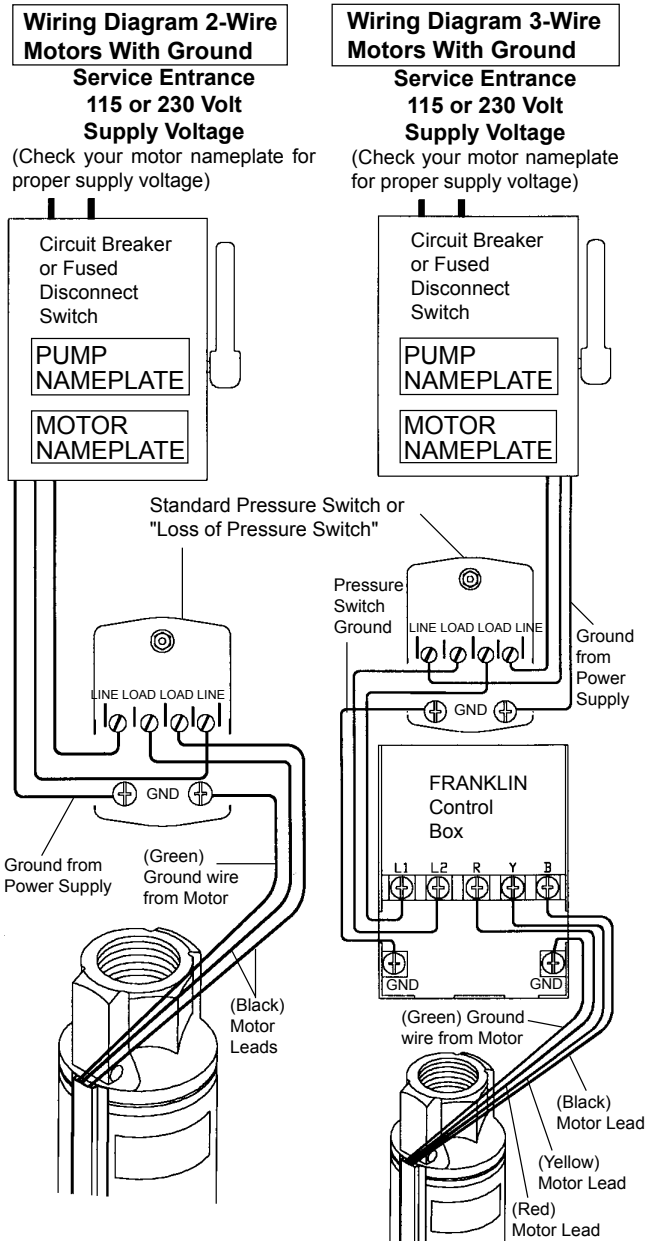 Wiring Diagram 2-Wire
Motors With Ground
Service Entrance
115 or 230 Volt
Supply Voltage
(Check your motor nameplate for
proper supply voltage)
Circuit Breaker
or Fused
Disconnect
Switch
PUMP
NAMEPLATE
MOTOR
NAMEPLATE
Wiring Diagram 3-Wire
Motors With Ground
Service Entrance
115 or 230 Volt
Supply Voltage
(Check your motor nameplate
for proper supply voltage)
Circuit Breaker
or Fused
Disconnect
Switch
PUMP
NAMEPLATE
MOTOR
NAMEPLATE
Standard Pressure Switch or
"Loss of Pressure Switch"
LINE LOAD LOAD LINE
GND
Ground from
Power Supply
(Green)
Ground wire
from Motor
(Black)
Motor
Leads
Pressure
Switch
Ground
LINE LOAD LOAD LINE
GND
Ground
from
Power
Supply
FRANKLIN
Control
Box
L1 L2 R Y B
GND
GND
(Green) Ground
wire from Motor
(Black)
Motor Lead
(Yellow)
Motor Lead
(Red)
Motor Lead